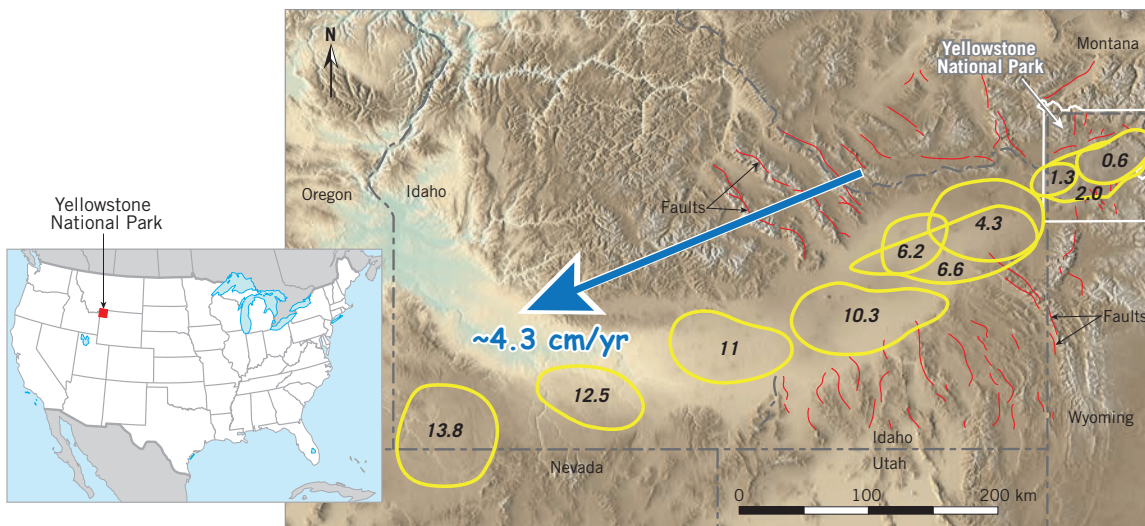 Yellowstone
National Park
N
Oregon
Idaho
Yellowstone
National Park
Montana
Faults
0.6
1.3
2.0
4.3
6.2
6.6
10.3
11
12.5
13.8
~4.3 cm/yr
Faults
Wyoming
Idaho
Utah
Nevada
0 100 200 km